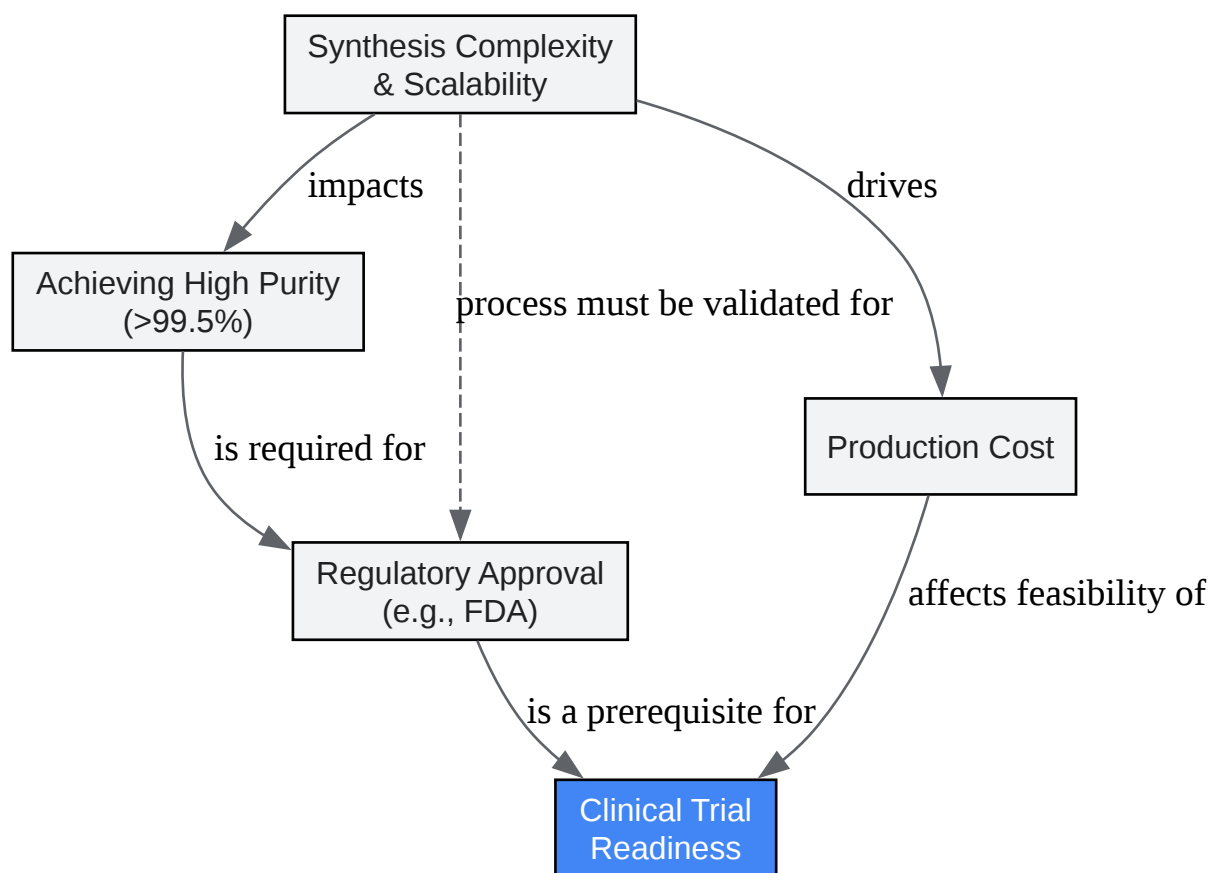 Synthesis Complexity
& Scalability
impacts
drives
Achieving High Purity
(>99.5%)
process must be validated for
is required for
Production Cost
Regulatory Approval
(e.g., FDA)
affects feasibility of
is a prerequisite for
Clinical Trial
Readiness